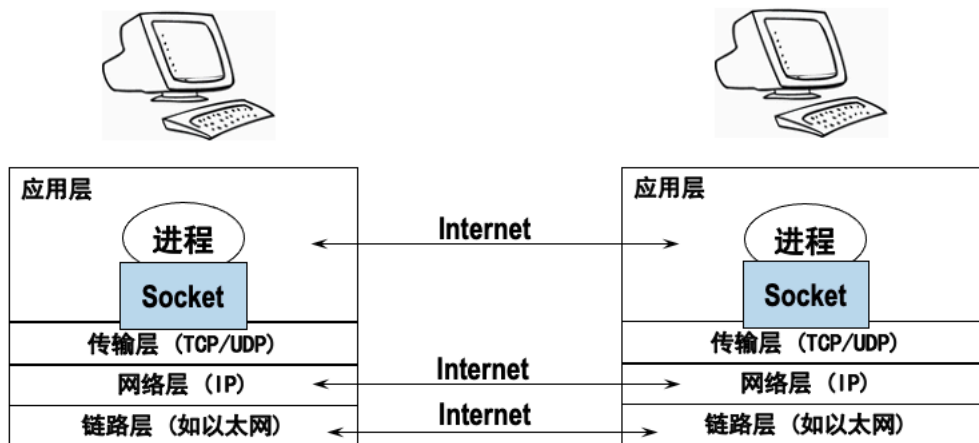 应用层
进程
Socket
传输层 (TCP/UDP)
网络层 (IP)
链路层 (如以太网)
Internet
Internet
Internet
应用层
进程
Socket
传输层 (TCP/UDP)
网络层 (IP)
链路层 (如以太网)